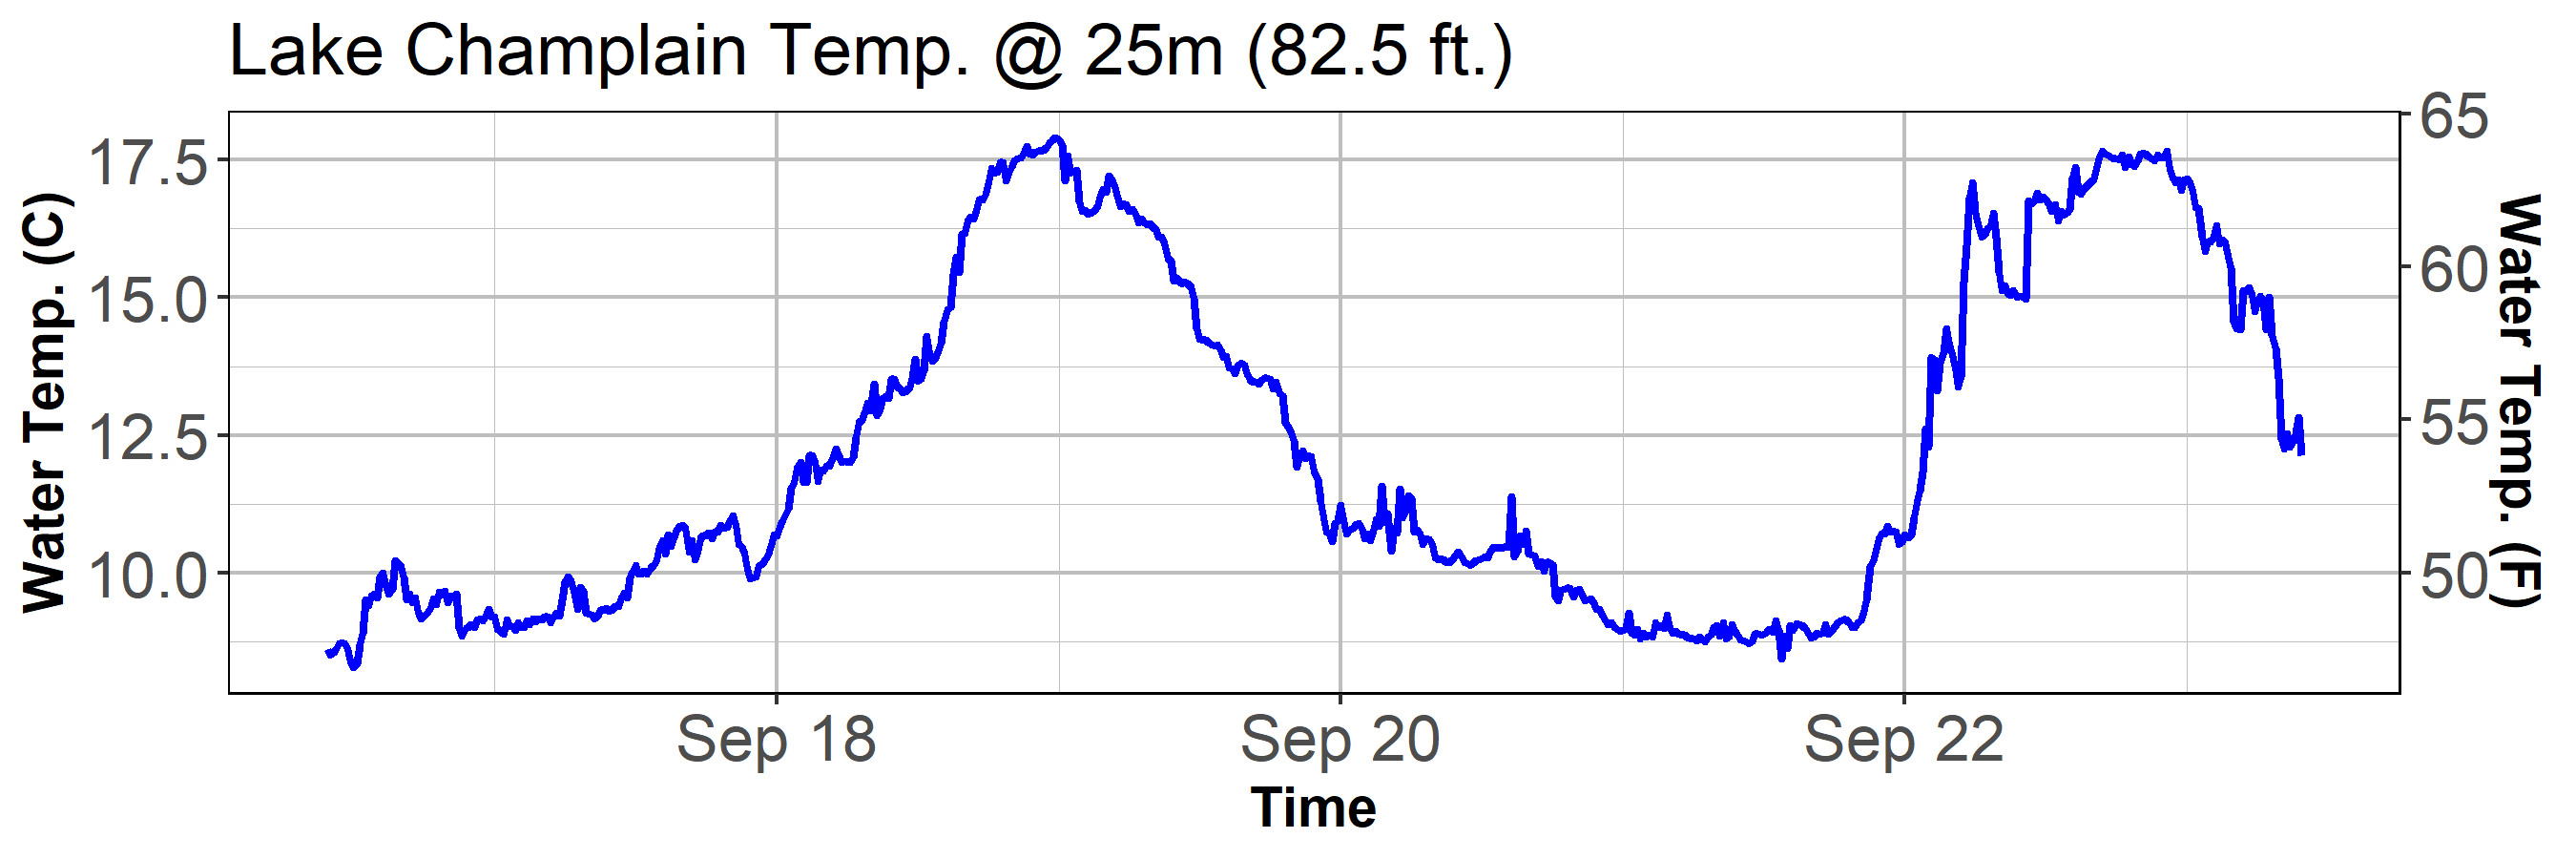 Lake Champlain Temp. @ 25m (82.5 ft.)
Water Temp. (C)
17.5
15.0
12.5
10.0
65
60
55
50
Water Temp. (F)
Sep 18
Sep 20
Sep 22
Time